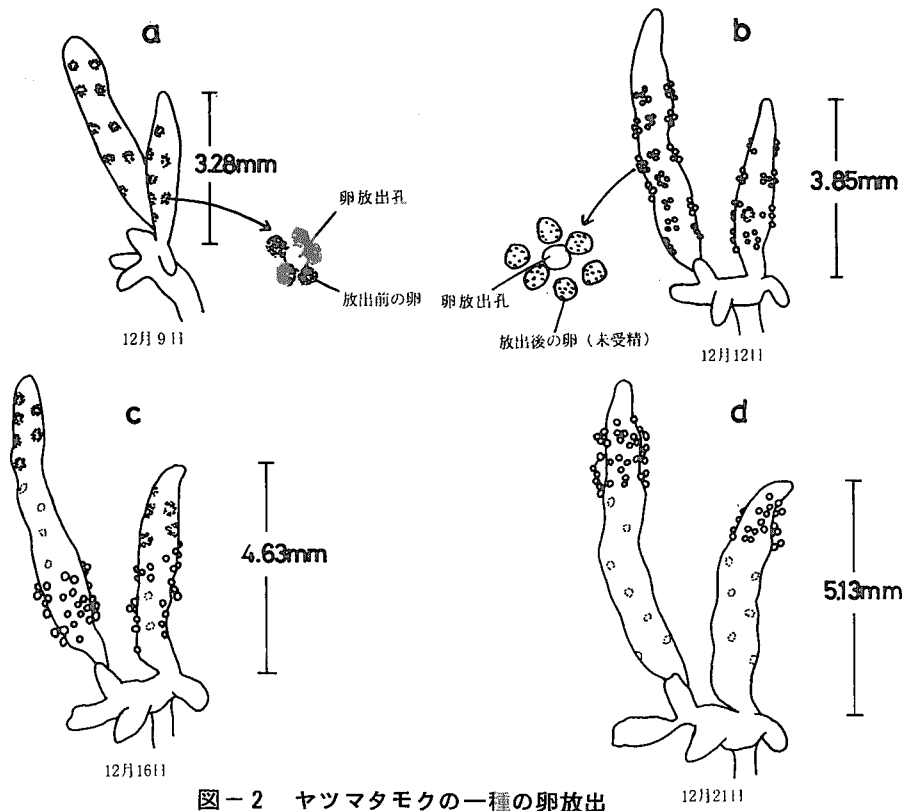 a
3.28mm
卵放出孔
放出前の卵
12月9日
b
3.85mm
卵放出孔
放出後の卵(未受精)
12月12日
c
4.63mm
12月16日
d
5.13mm
12月21日
図-2 ヤツマタモクの一種の卵放出